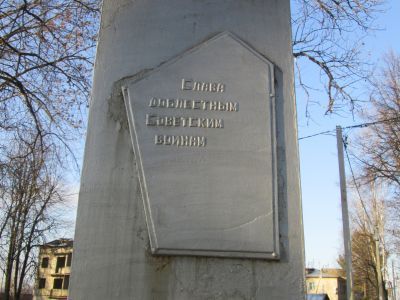 Слава
доблестным
Советским
воинам